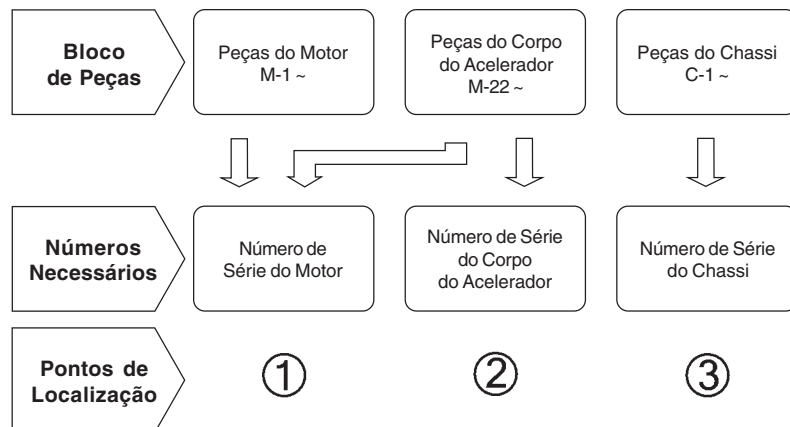 Bloco
de Peças
Peças do Motor
M-1 ~
Peças do Corpo
do Acelerador
M-22 ~
Peças do Chassi
C-1 ~
Números
Necessários
Número de
Série do Motor
Número de Série
do Corpo
do Acelerador
Número de Série
do Chassi
Pontos de
Localização
1
2
3